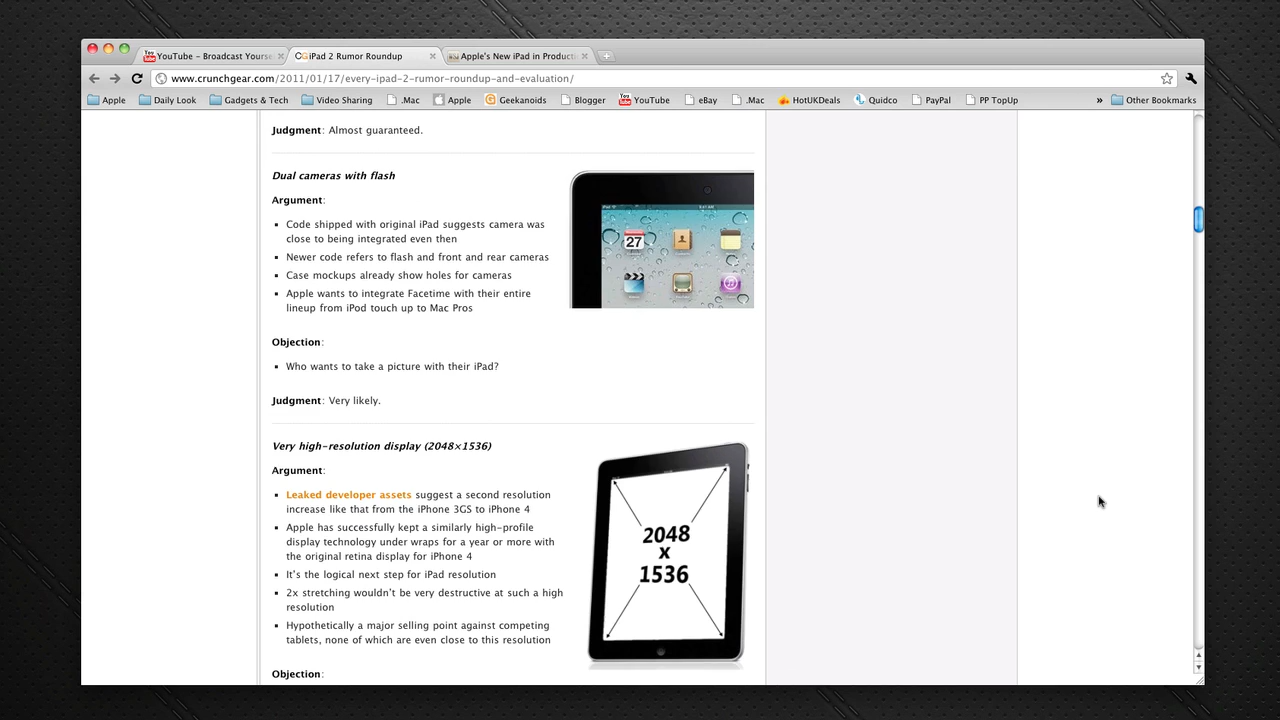 YouTube - Broadcast Yourse
CGiPad 2 Rumor Roundup
Apple's New iPad in Producti
www.crunchgear.com/2011/01/17/every-ipad-2-rumor-roundup-and-evaluation/
Apple Daily Look Gadgets & Tech Video Sharing .Mac Apple Geekanoids Blogger YouTube eBay .Mac HotUKDeals Quidco PayPal PP TopUp » Other Bookmarks
Judgment: Almost guaranteed.
Dual cameras with flash
Argument:
▪ Code shipped with original iPad suggests camera was
close to being integrated even then
▪ Newer code refers to flash and front and rear cameras
▪ Case mockups already show holes for cameras
▪ Apple wants to integrate Facetime with their entire
lineup from iPod touch up to Mac Pros
27
Objection:
▪ Who wants to take a picture with their iPad?
Judgment: Very likely.
Very high-resolution display (2048×1536)
Argument:
▪ Leaked developer assets suggest a second resolution
increase like that from the iPhone 3GS to iPhone 4
▪ Apple has successfully kept a similarly high-profile
display technology under wraps for a year or more with
the original retina display for iPhone 4
▪ It's the logical next step for iPad resolution
▪ 2x stretching wouldn't be very destructive at such a high
resolution
▪ Hypothetically a major selling point against competing
tablets, none of which are even close to this resolution
2048
x
1536
Objection: